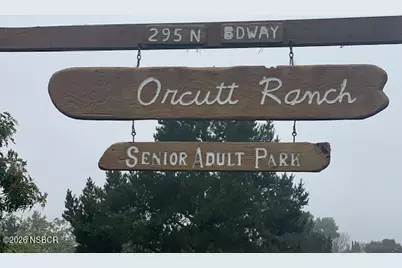 295 N BDWAY
Orcutt Ranch
SENIOR ADULT PARK
©2026 NSBCR